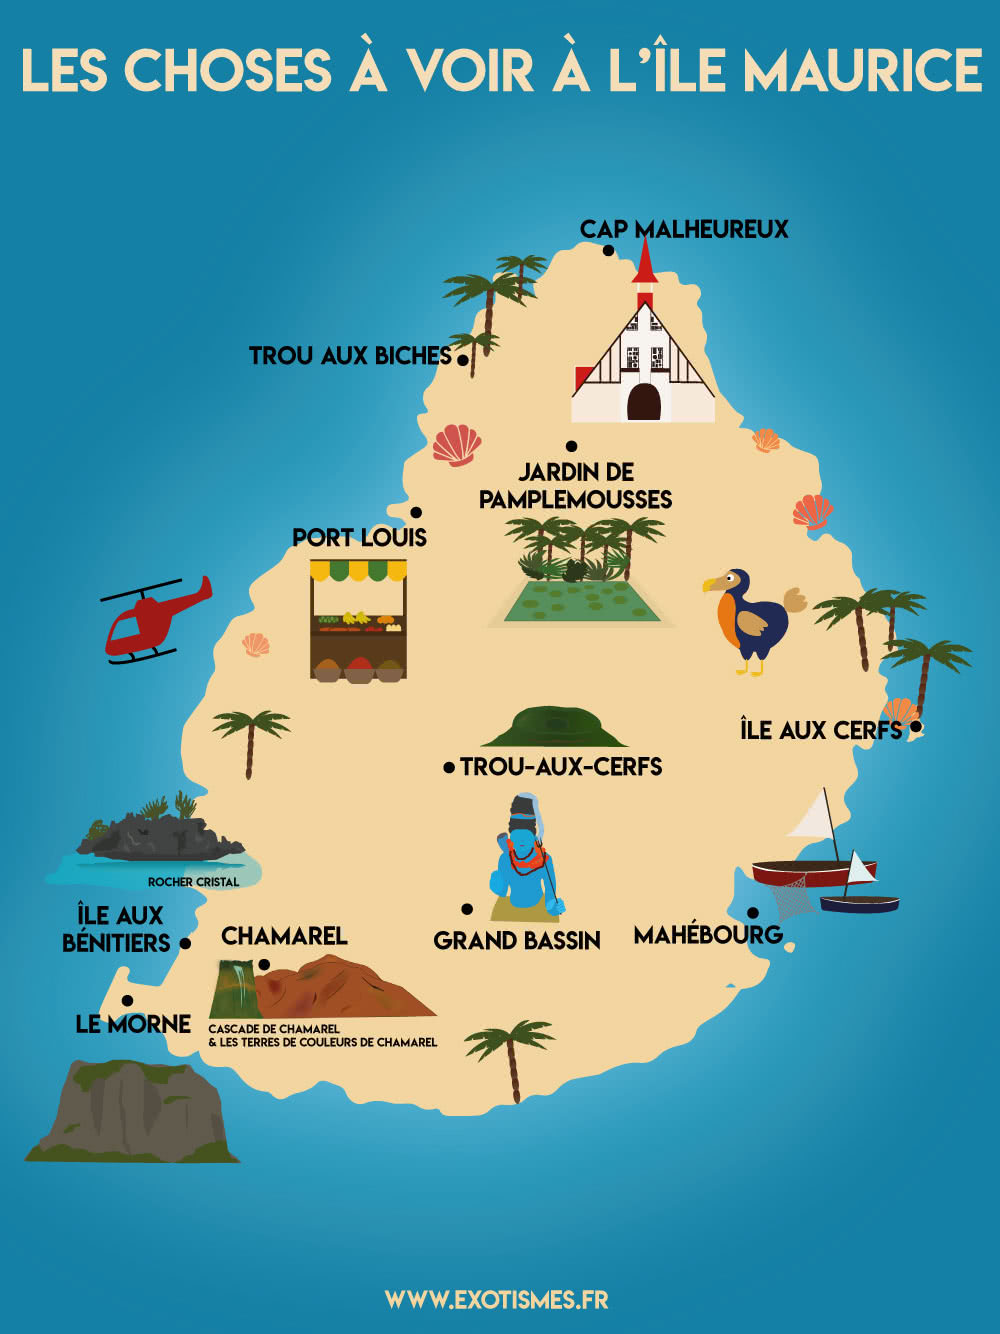 LES CHOSES À VOIR À L'ÎLE MAURICE
CAP MALHEUREUX
TROU AUX BICHES
JARDIN DE
PAMPLEMOUSSES
PORT LOUIS
ÎLE AUX CERFS
TROU-AUX-CERFS
ROCHER CRISTAL
ÎLE AUX
BÉNITIERS
CHAMAREL
GRAND BASSIN
MAHÉBOURG
LE MORNE
CASCADE DE CHAMAREL
& LES TERRES DE COULEURS DE CHAMAREL
WWW.EXOTISMES.FR